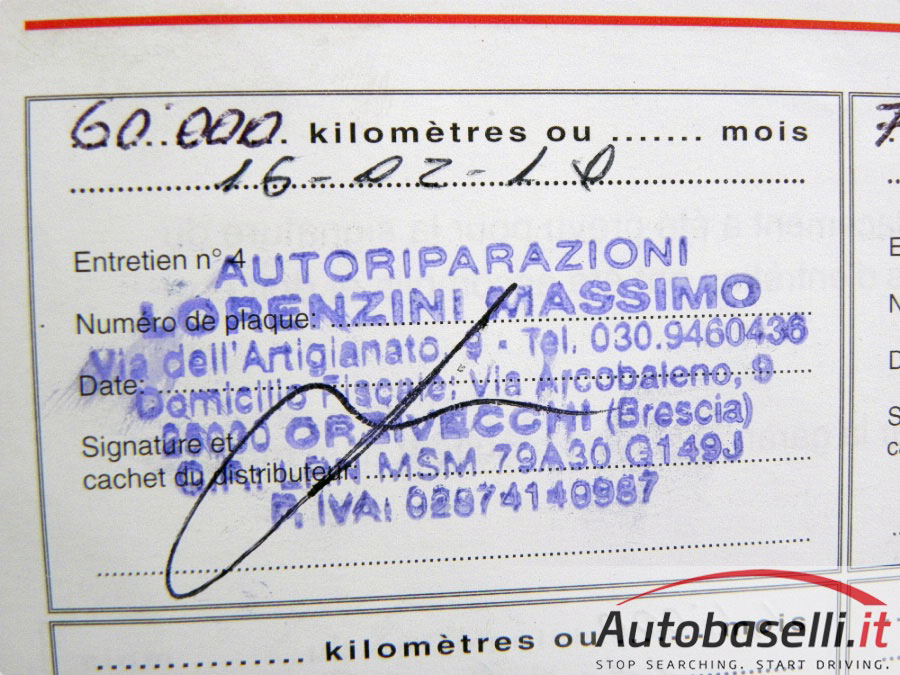 60.000. kilomètres ou ....... mois
16-02-10
Entretien n° 4
AUTORIPARAZIONI
LORENZINI MASSIMO
Numéro de plaque:
Via dell'Artigianato, 9 - Tel. 030.9460436
Date:
Domicilio Fiscale: Via Arcobaleno, 9
ORZIVECCHI (Brescia)
Signature et
cachet du distributeur:
MSM 79A30 G149J
P. IVA: 02874140987
7
............. kilomètres ou ....... mois
Autobaselli.it
STOP SEARCHING. START DRIVING.